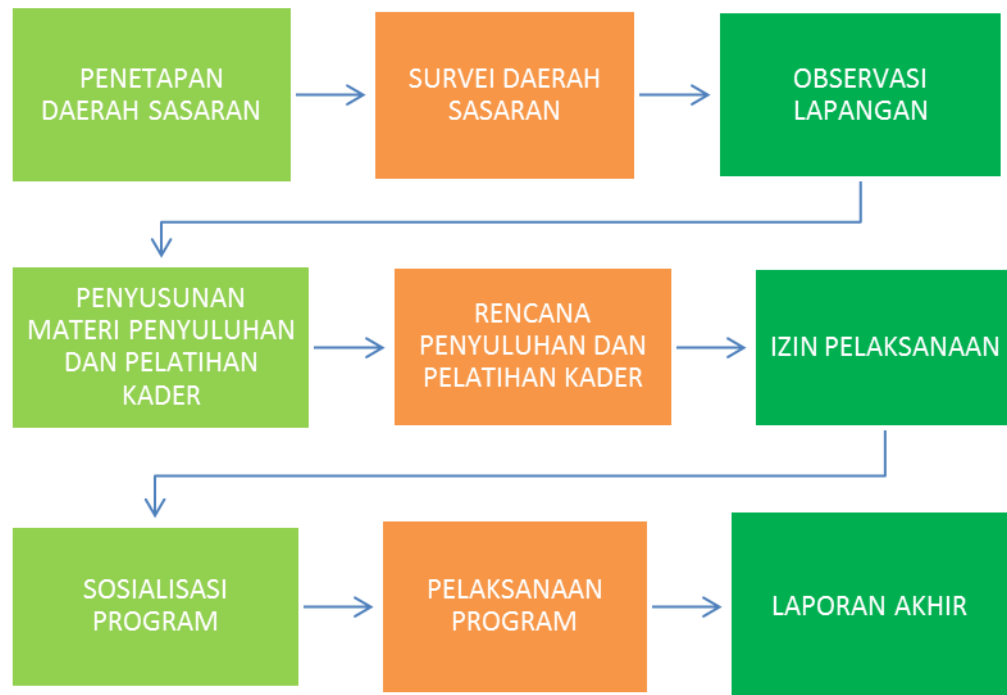 PENETAPAN
DAERAH SASARAN
SURVEI DAERAH
SASARAN
OBSERVASI
LAPANGAN
PENYUSUNAN
MATERI PENYULUHAN
DAN PELATIHAN
KADER
RENCANA
PENYULUHAN DAN
PELATIHAN KADER
IZIN PELAKSANAAN
SOSIALISASI
PROGRAM
PELAKSANAAN
PROGRAM
LAPORAN AKHIR